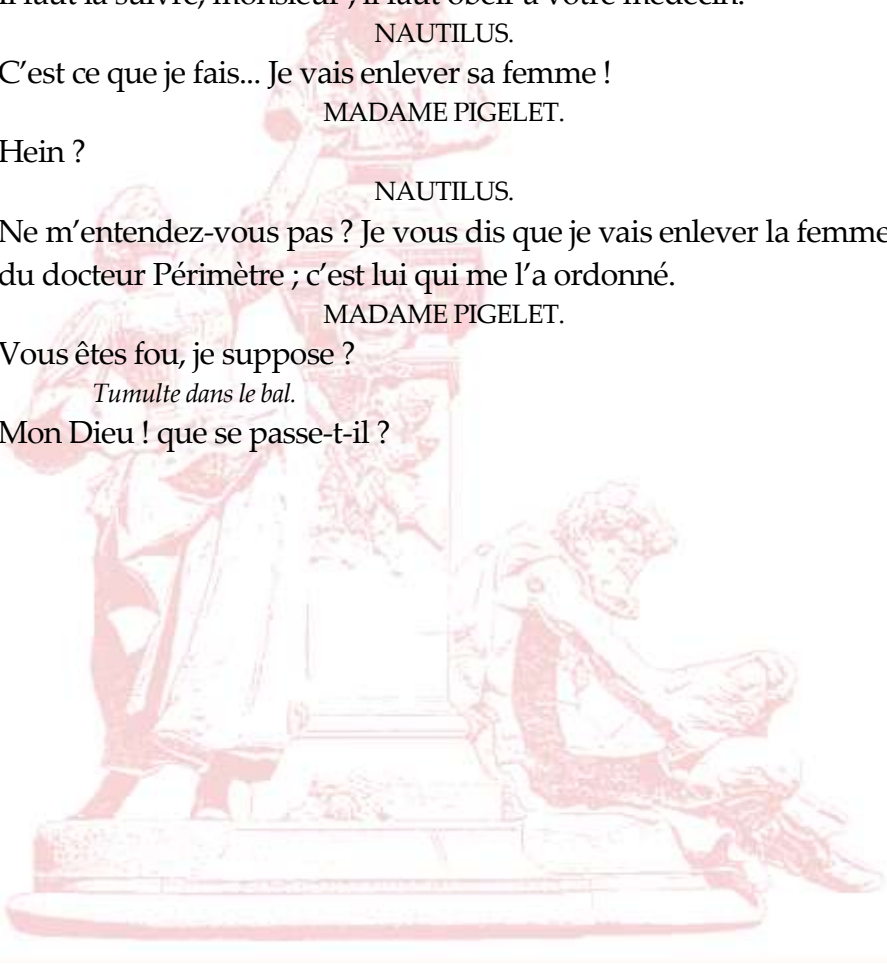 Il faut la suivre, monsieur ; il faut obéir à votre médecin.
NAUTILUS.
C’est ce que je fais... Je vais enlever sa femme !
MADAME PIGELET.
Hein ?
NAUTILUS.
Ne m’entendez-vous pas ? Je vous dis que je vais enlever la femme
du docteur Périmètre ; c’est lui qui me l’a ordonné.
MADAME PIGELET.
Vous êtes fou, je suppose ?
Tumulte dans le bal.
Mon Dieu ! que se passe-t-il ?